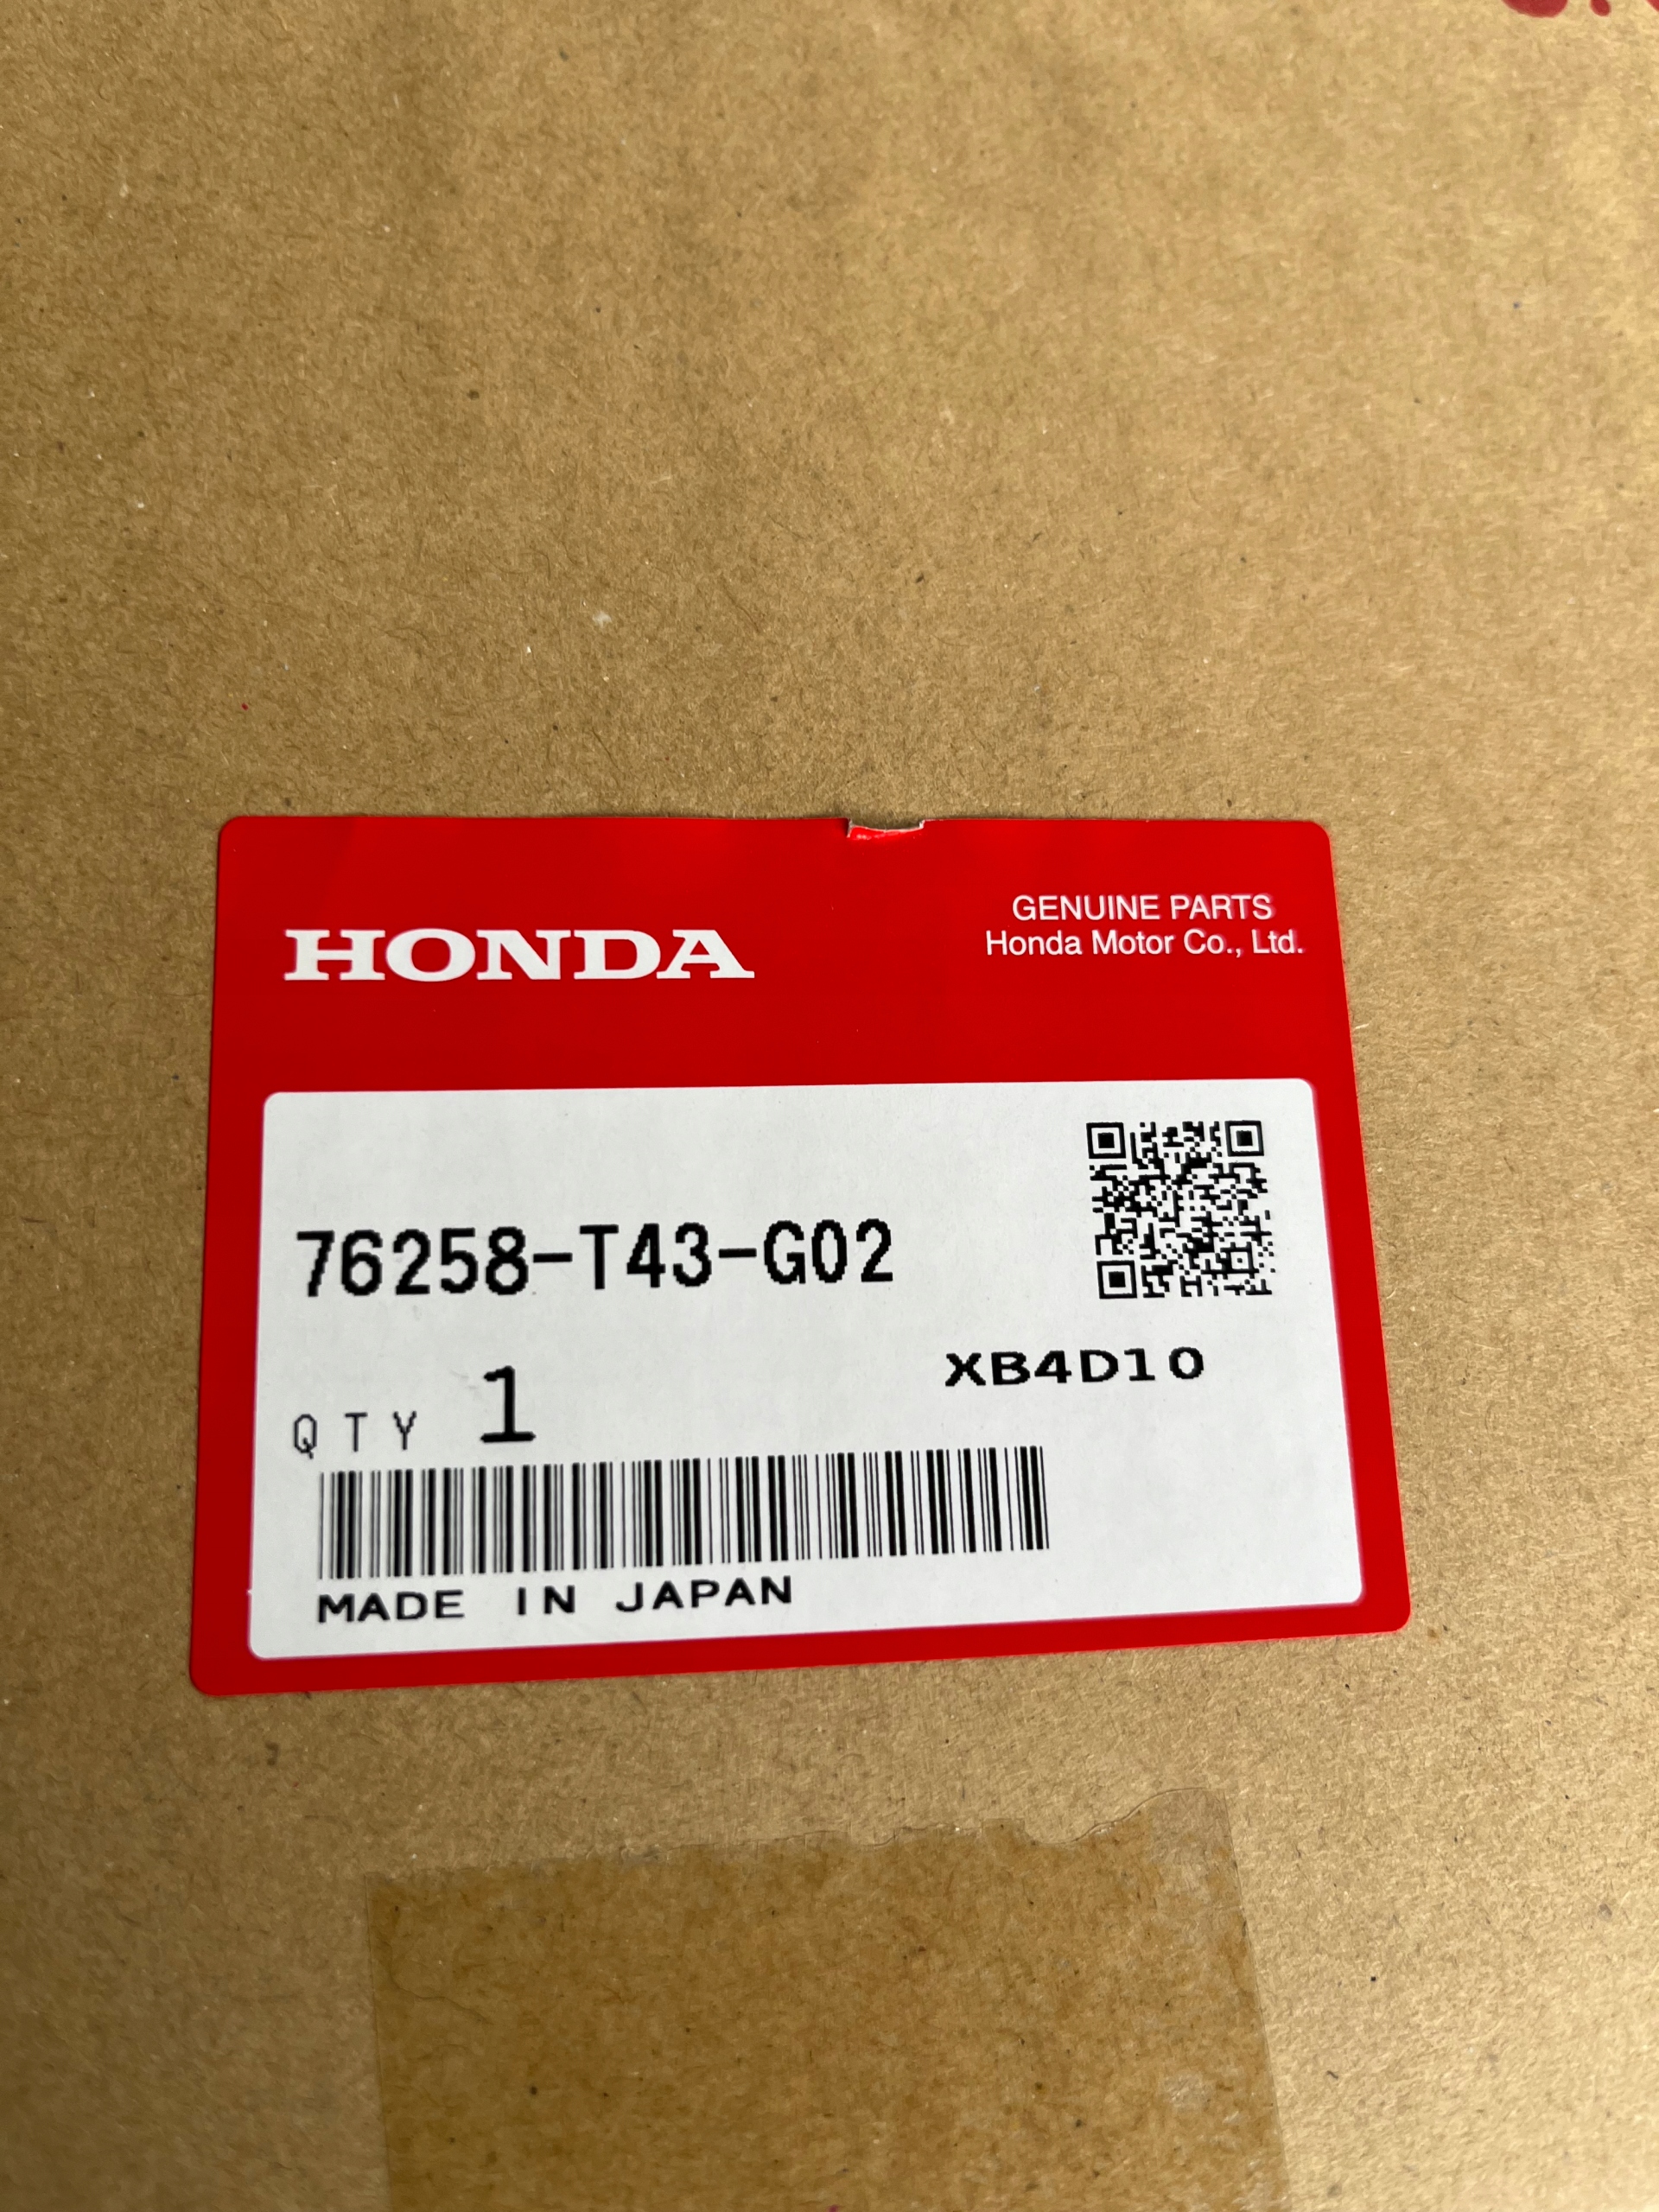 HONDA
GENUINE PARTS
Honda Motor Co., Ltd.
76258-T43-G02
XB4D10
QTY 1
MADE IN JAPAN